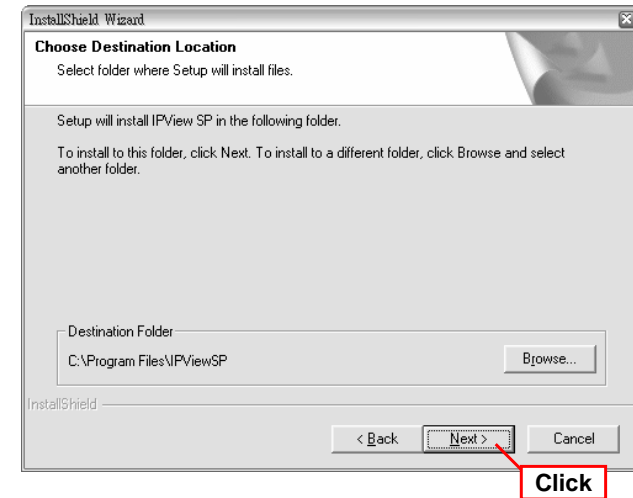 InstallShield Wizard
Choose Destination Location
Select folder where Setup will install files.
Setup will install IPView SP in the following folder.
To install to this folder, click Next. To install to a different folder, click Browse and select
another folder.
Destination Folder
C:\Program Files\IPViewSP
Browse...
InstallShield
< Back
Next >
Cancel
Click